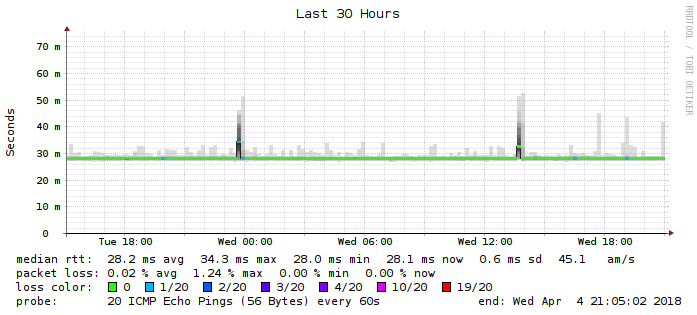 Last 30 Hours
RRDTOOL / TOBI OETIKER
Seconds
70 m
60 m
50 m
40 m
30 m
20 m
10 m
0
Tue 18:00 Wed 00:00 Wed 06:00 Wed 12:00 Wed 18:00
median rtt: 28.2 ms avg 34.3 ms max 28.0 ms min 28.1 ms now 0.6 ms sd 45.1 am/s
packet loss: 0.02 % avg 1.24 % max 0.00 % min 0.00 % now
loss color: 0 1/20 2/20 3/20 4/20 10/20 19/20
probe: 20 ICMP Echo Pings (56 Bytes) every 60s end: Wed Apr 4 21:05:02 2018